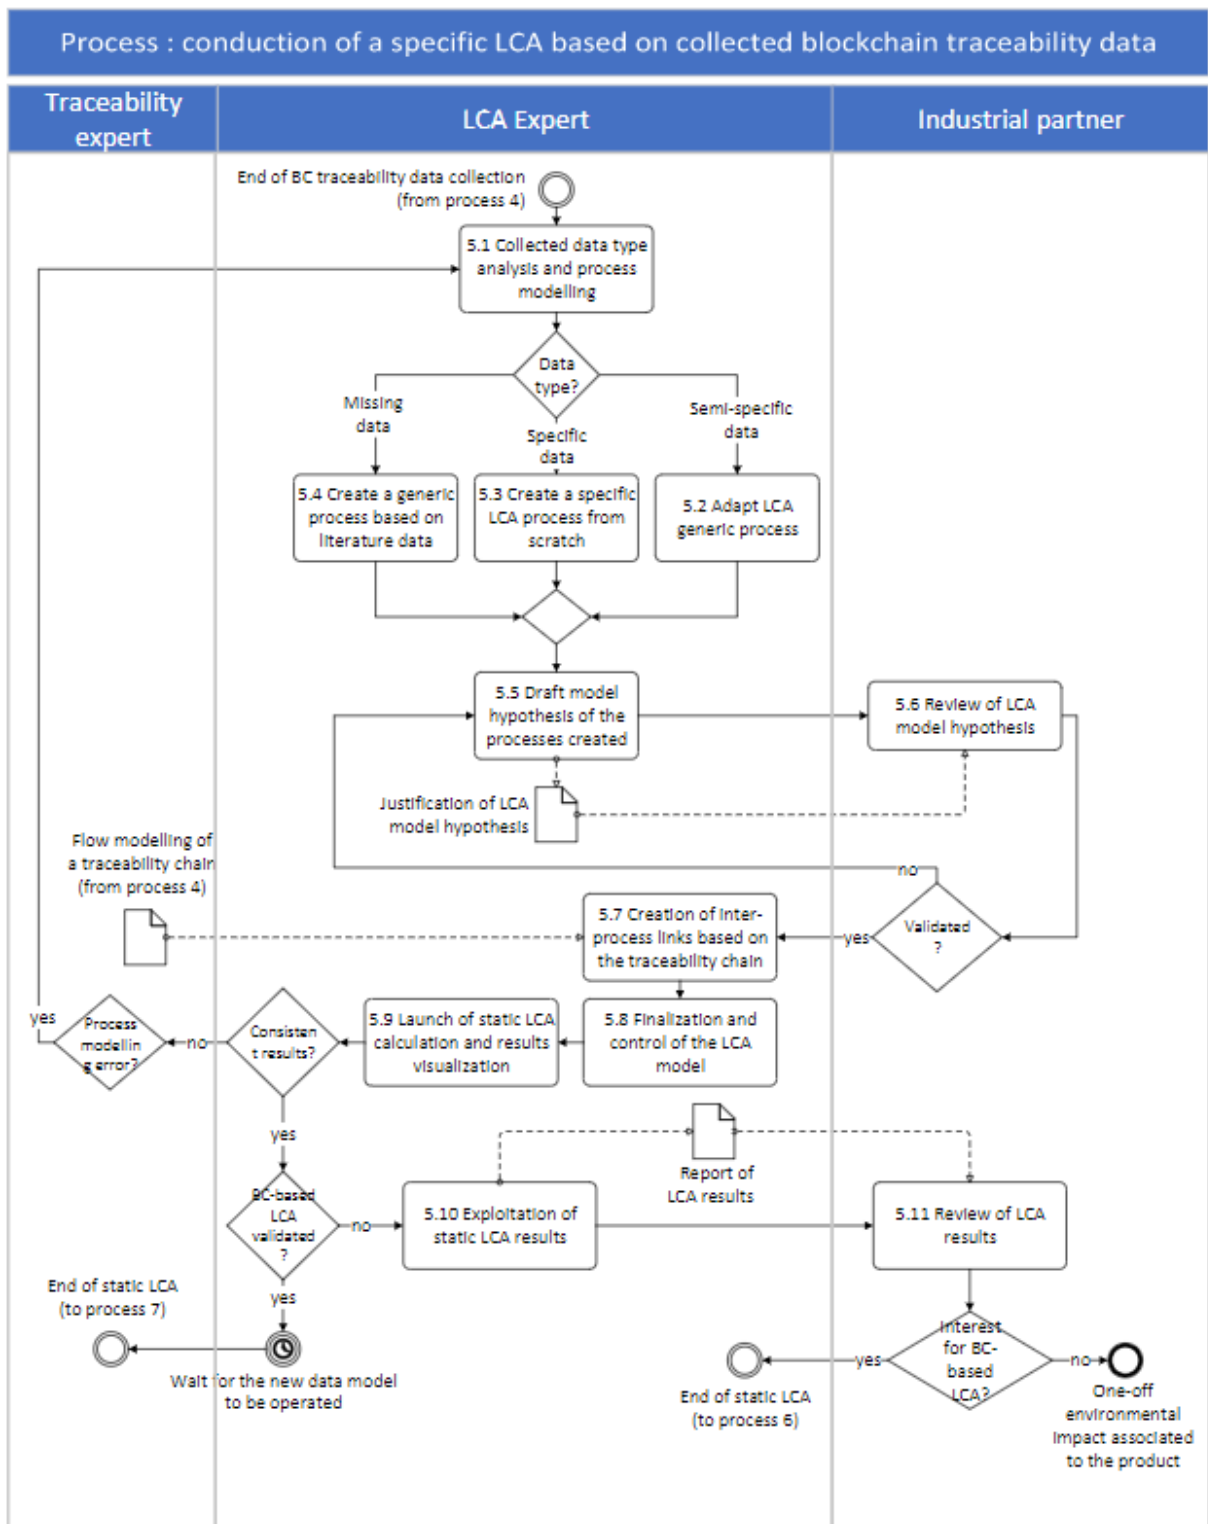 Process : conduction of a specific LCA based on collected blockchain traceability data
Traceability
expert
LCA Expert
Industrial partner
End of BC traceability data collection
(from process 4)
5.1 Collected data type
analysis and process
modelling
Data
type?
Missing
data
Specific
data
Semi-specific
data
5.4 Create a generic
process based on
literature data
5.3 Create a specific
LCA process from
scratch
5.2 Adapt LCA
generic process
5.5 Draft model
hypothesis of the
processes created
5.6 Review of LCA
model hypothesis
Justification of LCA
model hypothesis
Flow modelling of
a traceability chain
(from process 4)
no
5.7 Creation of inter-
process links based on
the traceability chain
yes
Validated
?
yes
Process
modellin
g error?
no
Consisten
t results?
5.9 Launch of static LCA
calculation and results
visualization
5.8 Finalization and
control of the LCA
model
yes
Report of
LCA results
BC-based
LCA
validated
?
no
5.10 Exploitation of
static LCA results
5.11 Review of LCA
results
End of static LCA
(to process 7)
yes
Wait for the new data model
to be operated
Interest
for BC-
based
LCA?
yes
no
End of static LCA
(to process 6)
One-off
environmental
impact associated
to the product